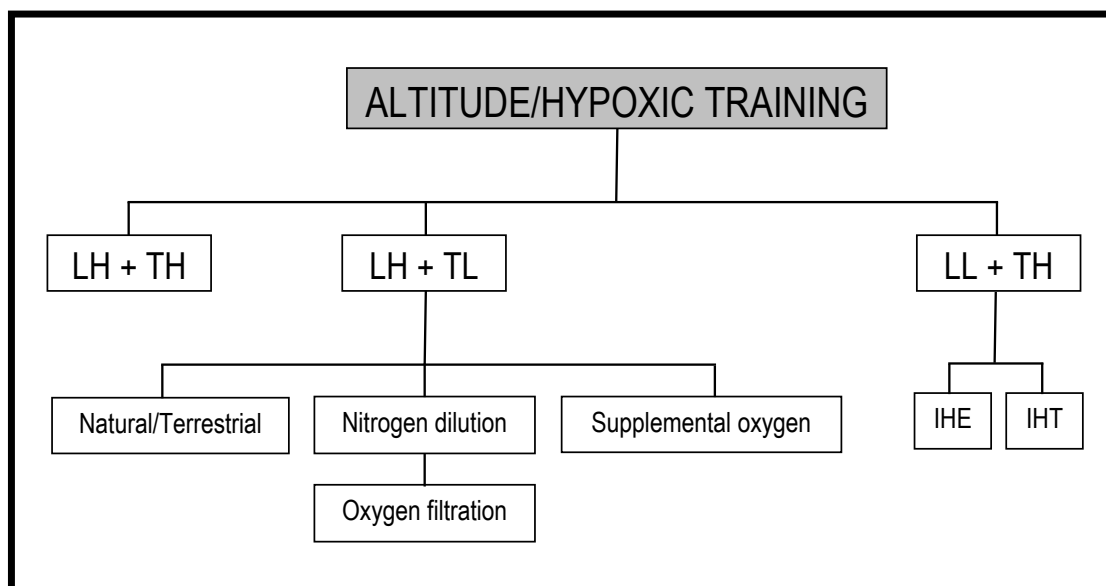 ALTITUDE/HYPOXIC TRAINING
LH + TH
LH + TL
LL + TH
Natural/Terrestrial
Nitrogen dilution
Supplemental oxygen
IHE
IHT
Oxygen filtration